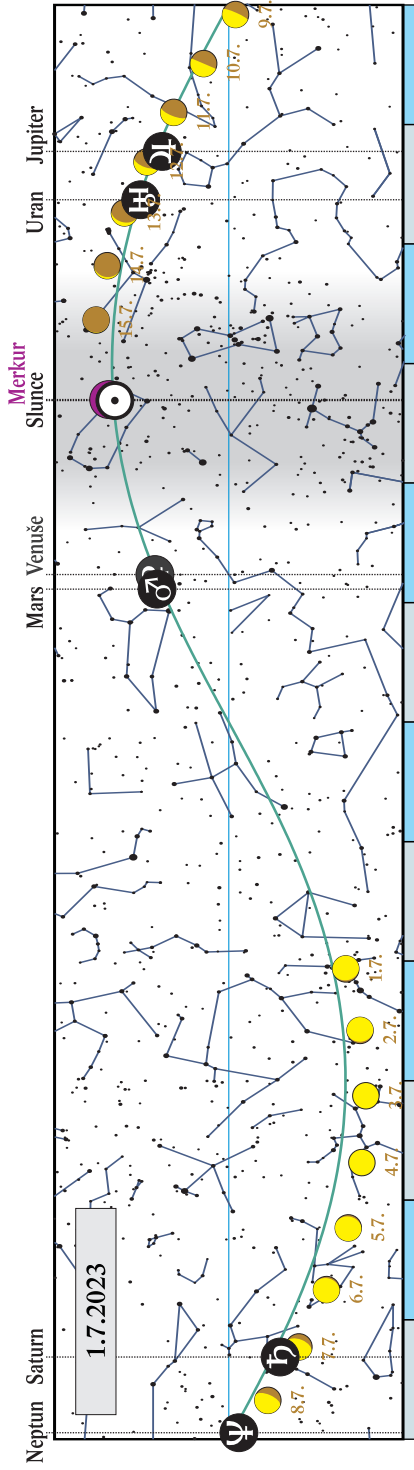 Neptun
Saturn
Mars
Venuše
Merkur
Slunce
Uran
Jupiter
1.7.2023
1.7.
2.7.
3.7.
4.7.
5.7.
6.7.
7.7.
8.7.
9.7.
10.7.
11.7.
12.7.
13.7.
14.7.
15.7.